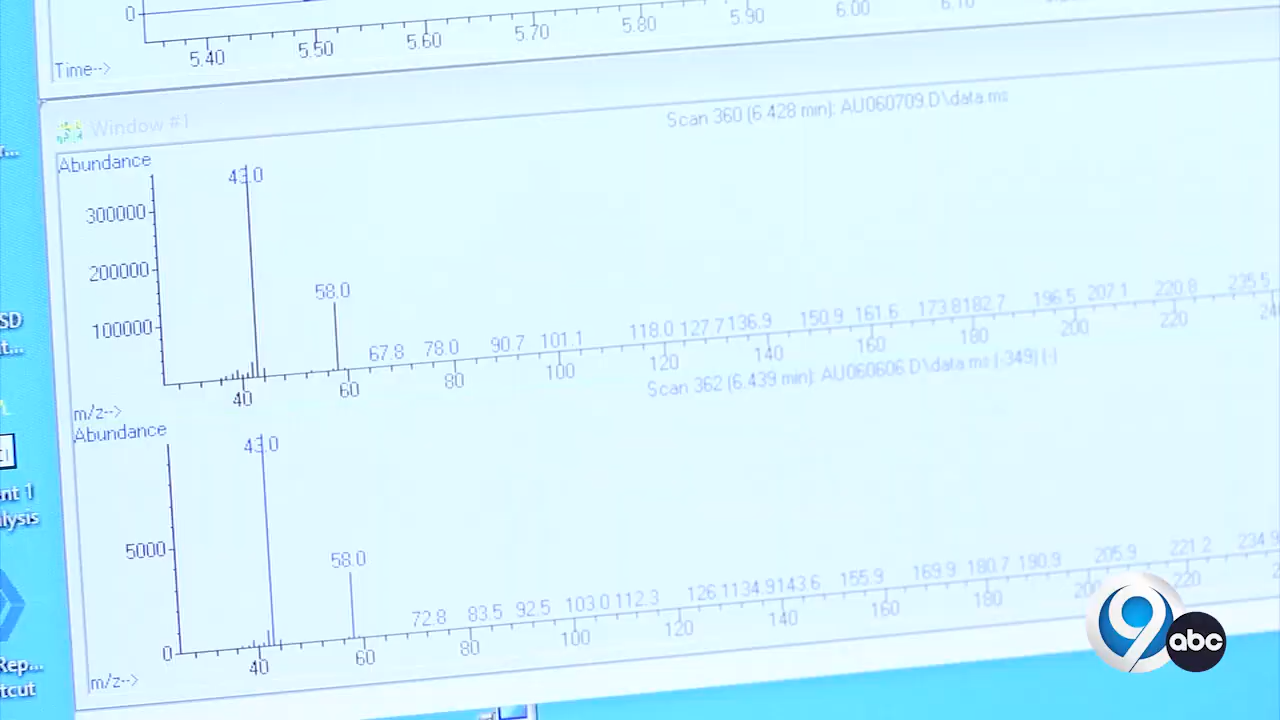 0
5.40 5.50 5.60 5.70 5.80 5.90 6.00 6.10
Time-->
Window #1
Scan 360 (6.428 min): AU060709.D\data.ms
Abundance
43.0
300000
200000
58.0
100000
67.8 78.0 90.7 101.1 118.0 127.7 136.9 150.9 161.6 173.8182.7 196.5 207.1 220.8 235.5
40 60 80 100 120 140 160 180 200 220
m/z-->
Scan 362 (6.439 min): AU060606.D\data.ms (-349) (-)
Abundance
43.0
5000
58.0
72.8 83.5 92.5 103.0 112.3 126.1134.9143.6 155.9 169.9 180.7 190.9 205.9 221.2 234.9
0
40 60 80 100 120 140 160 180 220
m/z-->
SD
nt 1
alysis
Rep...
tcut
9
abc